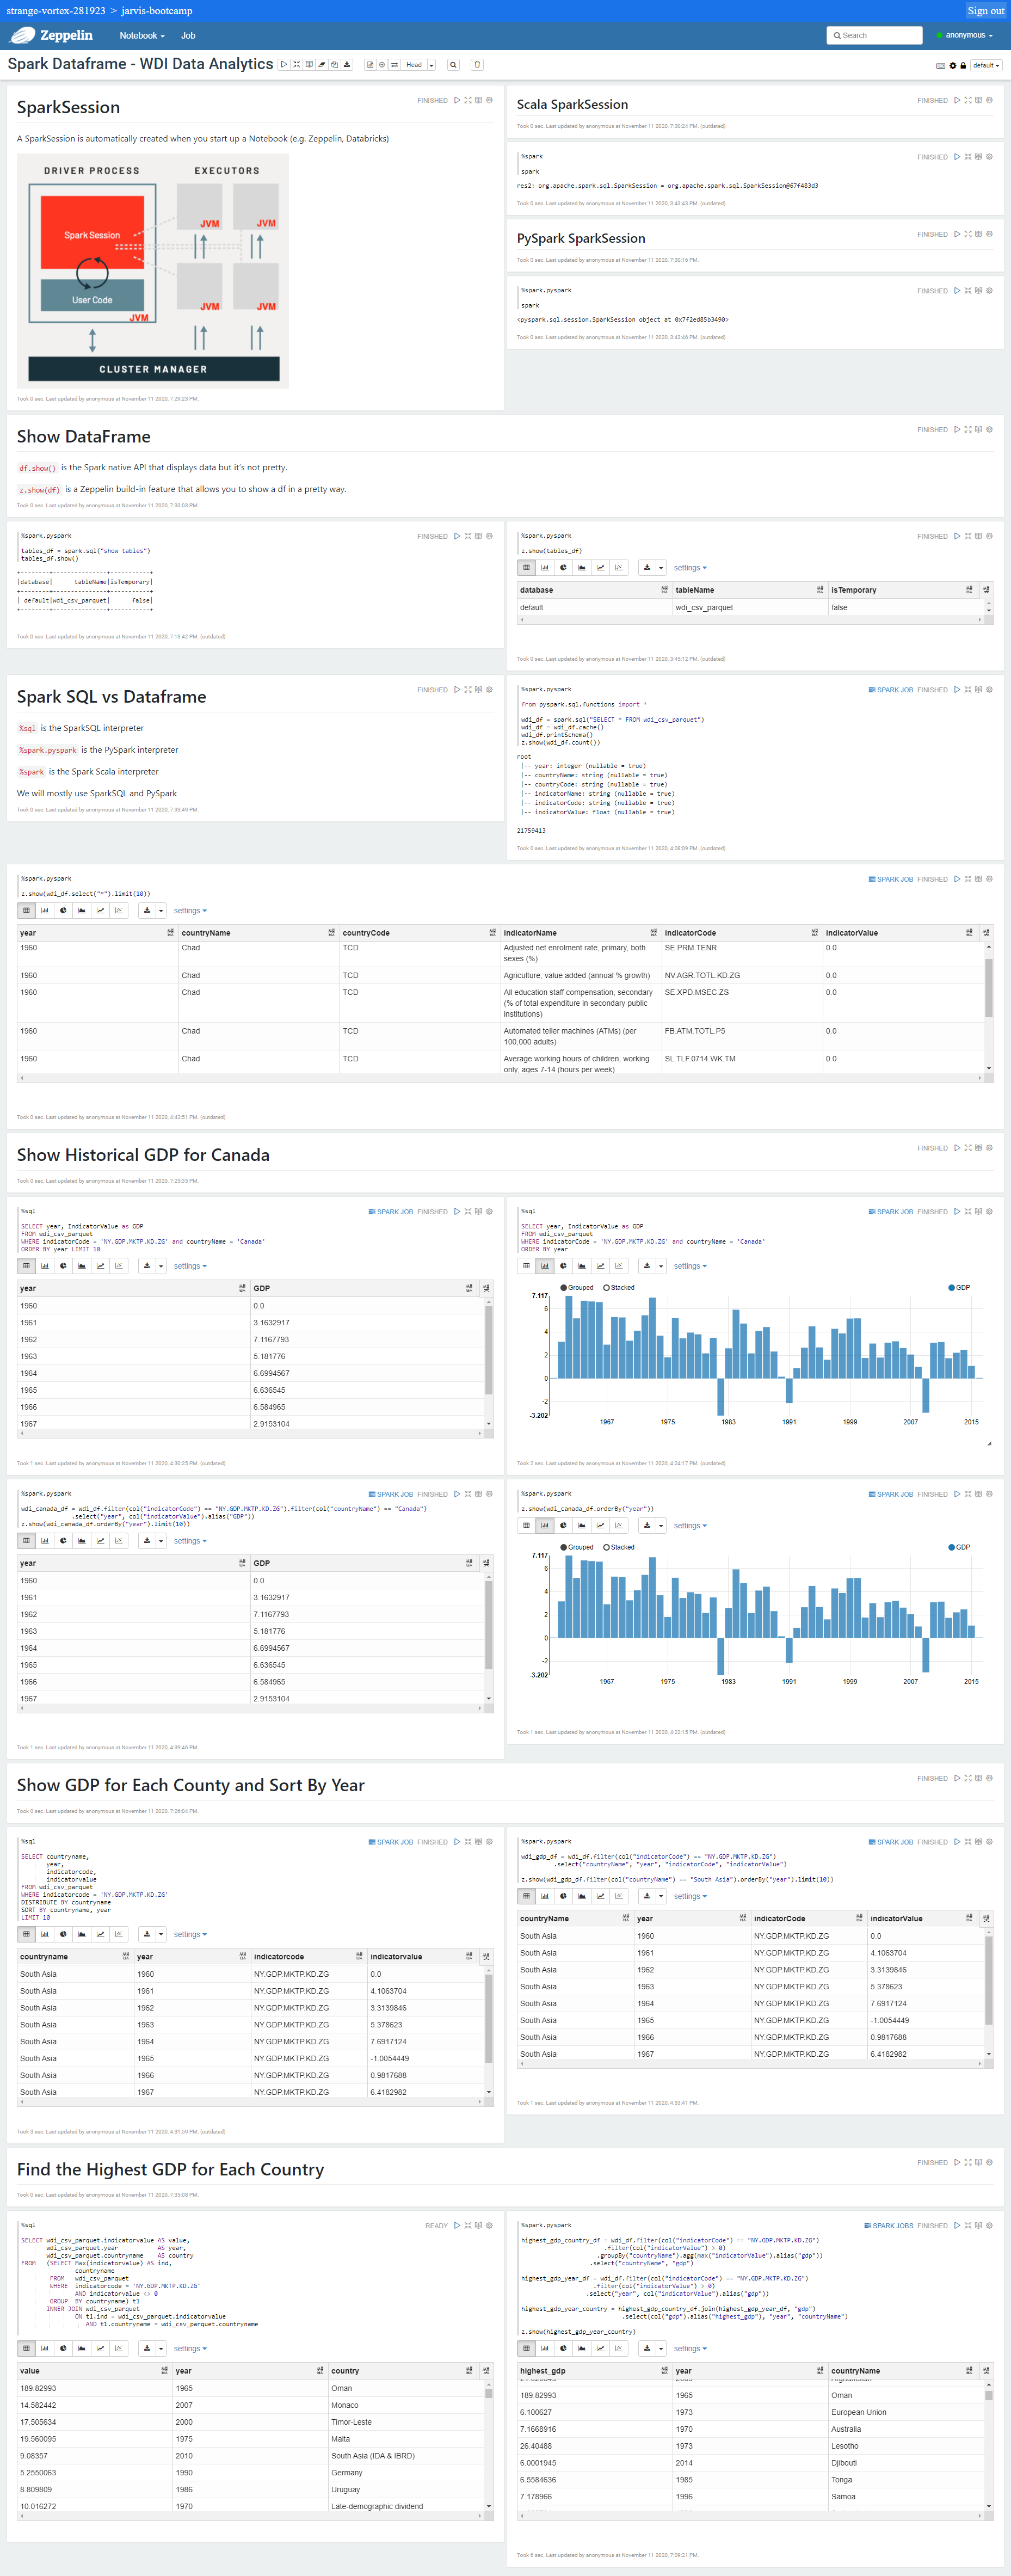 strange-vortex-281923 > jarvis-bootcamp
Sign out
Zeppelin
Notebook
Job
Search
anonymous
Spark Dataframe - WDI Data Analytics
Head
default
SparkSession
FINISHED
A SparkSession is automatically created when you start up a Notebook (e.g. Zeppelin, Databricks)
DRIVER PROCESS
EXECUTORS
Spark Session
User Code
JVM
JVM
JVM
JVM
JVM
CLUSTER MANAGER
Took 0 sec. Last updated by anonymous at November 11 2020, 7:29:23 PM.
Scala SparkSession
FINISHED
Took 0 sec. Last updated by anonymous at November 11 2020, 7:30:24 PM. (outdated)
%spark
FINISHED
spark
res2: org.apache.spark.sql.SparkSession = org.apache.spark.sql.SparkSession@67f483d3
Took 0 sec. Last updated by anonymous at November 11 2020, 3:43:43 PM. (outdated)
PySpark SparkSession
FINISHED
Took 0 sec. Last updated by anonymous at November 11 2020, 7:30:16 PM.
%spark.pyspark
FINISHED
spark
<pyspark.sql.session.SparkSession object at 0x7f2ed85b3490>
Took 0 sec. Last updated by anonymous at November 11 2020, 3:43:46 PM. (outdated)
Show DataFrame
FINISHED
df.show() is the Spark native API that displays data but it's not pretty.
z.show(df) is a Zeppelin build-in feature that allows you to show a df in a pretty way.
Took 0 sec. Last updated by anonymous at November 11 2020, 7:33:03 PM.
%spark.pyspark
FINISHED
tables_df = spark.sql("show tables")
tables_df.show()
+--------+---------------+-----------+
|database|      tableName|isTemporary|
+--------+---------------+-----------+
| default|wdi_csv_parquet|      false|
+--------+---------------+-----------+
Took 0 sec. Last updated by anonymous at November 11 2020, 7:13:42 PM. (outdated)
%spark.pyspark
FINISHED
z.show(tables_df)
settings
database tableName isTemporary
default wdi_csv_parquet false
Took 0 sec. Last updated by anonymous at November 11 2020, 3:45:12 PM. (outdated)
Spark SQL vs Dataframe
FINISHED
%sql is the SparkSQL interpreter
%spark.pyspark is the PySpark interpreter
%spark is the Spark Scala interpreter
We will mostly use SparkSQL and PySpark
Took 0 sec. Last updated by anonymous at November 11 2020, 7:33:49 PM.
%spark.pyspark
SPARK JOB FINISHED
from pyspark.sql.functions import *
wdi_df = spark.sql("SELECT * FROM wdi_csv_parquet")
wdi_df = wdi_df.cache()
wdi_df.printSchema()
z.show(wdi_df.count())
root
|-- year: integer (nullable = true)
|-- countryName: string (nullable = true)
|-- countryCode: string (nullable = true)
|-- indicatorName: string (nullable = true)
|-- indicatorCode: string (nullable = true)
|-- indicatorValue: float (nullable = true)
21759413
Took 0 sec. Last updated by anonymous at November 11 2020, 4:08:09 PM. (outdated)
%spark.pyspark
SPARK JOB FINISHED
z.show(wdi_df.select("*").limit(10))
settings
year countryName countryCode indicatorName indicatorCode indicatorValue
1960 Chad TCD Adjusted net enrolment rate, primary, both SE.PRM.TENR 0.0
sexes (%)
1960 Chad TCD Agriculture, value added (annual % growth) NV.AGR.TOTL.KD.ZG 0.0
1960 Chad TCD All education staff compensation, secondary SE.XPD.MSEC.ZS 0.0
(% of total expenditure in secondary public
institutions)
1960 Chad TCD Automated teller machines (ATMs) (per FB.ATM.TOTL.P5 0.0
100,000 adults)
1960 Chad TCD Average working hours of children, working SL.TLF.0714.WK.TM 0.0
only, ages 7-14 (hours per week)
Took 0 sec. Last updated by anonymous at November 11 2020, 4:43:51 PM. (outdated)
Show Historical GDP for Canada
FINISHED
Took 0 sec. Last updated by anonymous at November 11 2020, 7:23:35 PM.
%sql
SPARK JOB FINISHED
SELECT year, IndicatorValue as GDP
FROM wdi_csv_parquet
WHERE indicatorCode = 'NY.GDP.MKTP.KD.ZG' and countryName = 'Canada'
ORDER BY year LIMIT 10
settings
year GDP
1960 0.0
1961 3.1632917
1962 7.1167793
1963 5.181776
1964 6.6994567
1965 6.636545
1966 6.584965
1967 2.9153104
Took 1 sec. Last updated by anonymous at November 11 2020, 4:30:25 PM. (outdated)
%sql
SPARK JOB FINISHED
SELECT year, IndicatorValue as GDP
FROM wdi_csv_parquet
WHERE indicatorCode = 'NY.GDP.MKTP.KD.ZG' and countryName = 'Canada'
ORDER BY year
settings
Grouped Stacked GDP
7.117
6
4
2
0
-2
-3.202
1967 1975 1983 1991 1999 2007 2015
Took 2 sec. Last updated by anonymous at November 11 2020, 4:24:17 PM. (outdated)
%spark.pyspark
SPARK JOB FINISHED
wdi_canada_df = wdi_df.filter(col("indicatorCode") == "NY.GDP.MKTP.KD.ZG").filter(col("countryName") == "Canada")
.select("year", col("indicatorValue").alias("GDP"))
z.show(wdi_canada_df.orderBy("year").limit(10))
settings
year GDP
1960 0.0
1961 3.1632917
1962 7.1167793
1963 5.181776
1964 6.6994567
1965 6.636545
1966 6.584965
1967 2.9153104
Took 1 sec. Last updated by anonymous at November 11 2020, 4:39:46 PM.
%spark.pyspark
SPARK JOB FINISHED
z.show(wdi_canada_df.orderBy("year"))
settings
Grouped Stacked GDP
7.117
6
4
2
0
-3.202
1967 1975 1983 1991 1999 2007 2015
Took 1 sec. Last updated by anonymous at November 11 2020, 4:22:15 PM. (outdated)
Show GDP for Each County and Sort By Year
FINISHED
Took 0 sec. Last updated by anonymous at November 11 2020, 7:26:04 PM.
%sql
SPARK JOB FINISHED
SELECT countryname,
year,
indicatorcode,
indicatorvalue
FROM wdi_csv_parquet
WHERE indicatorcode = 'NY.GDP.MKTP.KD.ZG'
DISTRIBUTE BY countryname
SORT BY countryname, year
LIMIT 10
settings
countryname year indicatorcode indicatorvalue
South Asia 1960 NY.GDP.MKTP.KD.ZG 0.0
South Asia 1961 NY.GDP.MKTP.KD.ZG 4.1063704
South Asia 1962 NY.GDP.MKTP.KD.ZG 3.3139846
South Asia 1963 NY.GDP.MKTP.KD.ZG 5.378623
South Asia 1964 NY.GDP.MKTP.KD.ZG 7.6917124
South Asia 1965 NY.GDP.MKTP.KD.ZG -1.0054449
South Asia 1966 NY.GDP.MKTP.KD.ZG 0.9817688
South Asia 1967 NY.GDP.MKTP.KD.ZG 6.4182982
Took 3 sec. Last updated by anonymous at November 11 2020, 4:31:59 PM. (outdated)
%spark.pyspark
SPARK JOB FINISHED
wdi_gdp_df = wdi_df.filter(col("indicatorCode") == "NY.GDP.MKTP.KD.ZG")
.select("countryName", "year", "indicatorCode", "indicatorValue")
z.show(wdi_gdp_df.filter(col("countryName") == "South Asia").orderBy("year").limit(10))
settings
countryName year indicatorCode indicatorValue
South Asia 1960 NY.GDP.MKTP.KD.ZG 0.0
South Asia 1961 NY.GDP.MKTP.KD.ZG 4.1063704
South Asia 1962 NY.GDP.MKTP.KD.ZG 3.3139846
South Asia 1963 NY.GDP.MKTP.KD.ZG 5.378623
South Asia 1964 NY.GDP.MKTP.KD.ZG 7.6917124
South Asia 1965 NY.GDP.MKTP.KD.ZG -1.0054449
South Asia 1966 NY.GDP.MKTP.KD.ZG 0.9817688
South Asia 1967 NY.GDP.MKTP.KD.ZG 6.4182982
Took 1 sec. Last updated by anonymous at November 11 2020, 4:53:41 PM.
Find the Highest GDP for Each Country
FINISHED
Took 0 sec. Last updated by anonymous at November 11 2020, 7:35:08 PM.
%sql
READY
SELECT wdi_csv_parquet.indicatorvalue AS value,
wdi_csv_parquet.year AS year,
wdi_csv_parquet.countryname AS country
FROM (SELECT Max(indicatorvalue) AS ind,
countryname
FROM wdi_csv_parquet
WHERE indicatorcode = 'NY.GDP.MKTP.KD.ZG'
AND indicatorvalue <> 0
GROUP BY countryname) t1
INNER JOIN wdi_csv_parquet
ON t1.ind = wdi_csv_parquet.indicatorvalue
AND t1.countryname = wdi_csv_parquet.countryname
settings
value year country
189.82993 1965 Oman
14.582442 2007 Monaco
17.505634 2000 Timor-Leste
19.560095 1975 Malta
9.08357 2010 South Asia (IDA & IBRD)
5.2550063 1990 Germany
8.809809 1986 Uruguay
10.016272 1970 Late-demographic dividend
%spark.pyspark
SPARK JOBS FINISHED
highest_gdp_country_df = wdi_df.filter(col("indicatorCode") == "NY.GDP.MKTP.KD.ZG")
.filter(col("indicatorValue") > 0)
.groupBy("countryName").agg(max("indicatorValue").alias("gdp"))
.select("countryName", "gdp")
highest_gdp_year_df = wdi_df.filter(col("indicatorCode") == "NY.GDP.MKTP.KD.ZG")
.filter(col("indicatorValue") > 0)
.select("year", col("indicatorValue").alias("gdp"))
highest_gdp_year_country = highest_gdp_country_df.join(highest_gdp_year_df, "gdp")
.select(col("gdp").alias("highest_gdp"), "year", "countryName")
z.show(highest_gdp_year_country)
settings
highest_gdp year countryName
189.82993 1965 Oman
6.100627 1973 European Union
7.1668916 1970 Australia
26.40488 1973 Lesotho
6.0001945 2014 Djibouti
6.5584636 1985 Tonga
7.178966 1996 Samoa
Took 6 sec. Last updated by anonymous at November 11 2020, 7:09:21 PM.